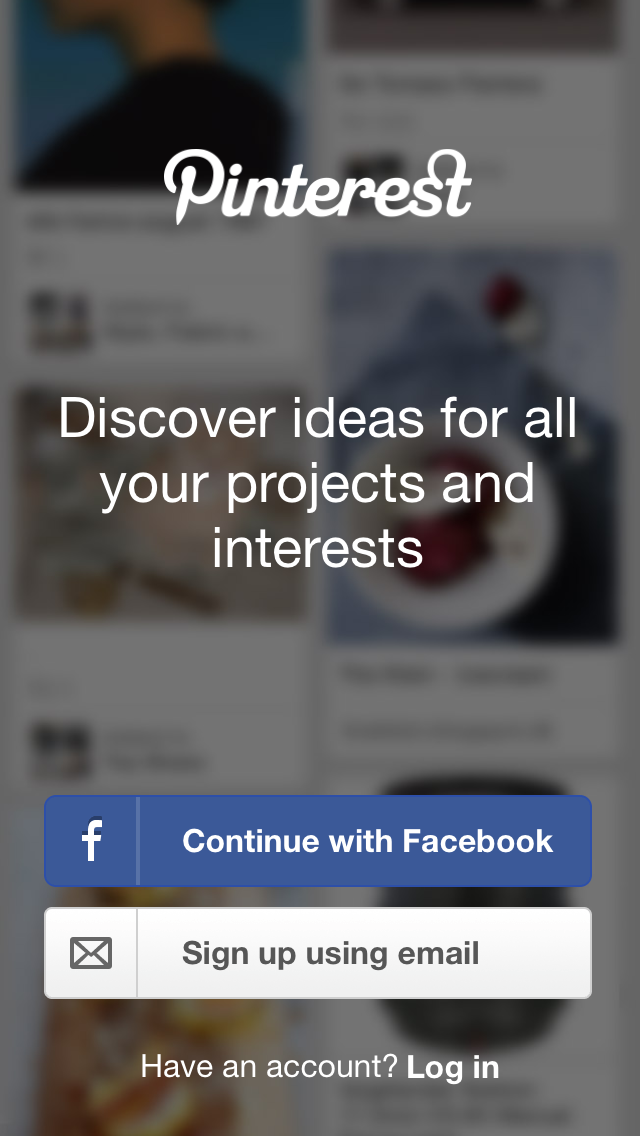 Pinterest
Discover ideas for all
your projects and
interests
Continue with Facebook
Sign up using email
Have an account? Log in